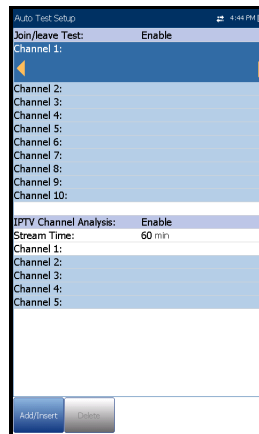 Auto Test Setup 4:44 PM
Join/leave Test: Enable
Channel 1:
Channel 2:
Channel 3:
Channel 4:
Channel 5:
Channel 6:
Channel 7:
Channel 8:
Channel 9:
Channel 10:
IPTV Channel Analysis: Enable
Stream Time: 60 min
Channel 1:
Channel 2:
Channel 3:
Channel 4:
Channel 5:
Add/Insert Delete